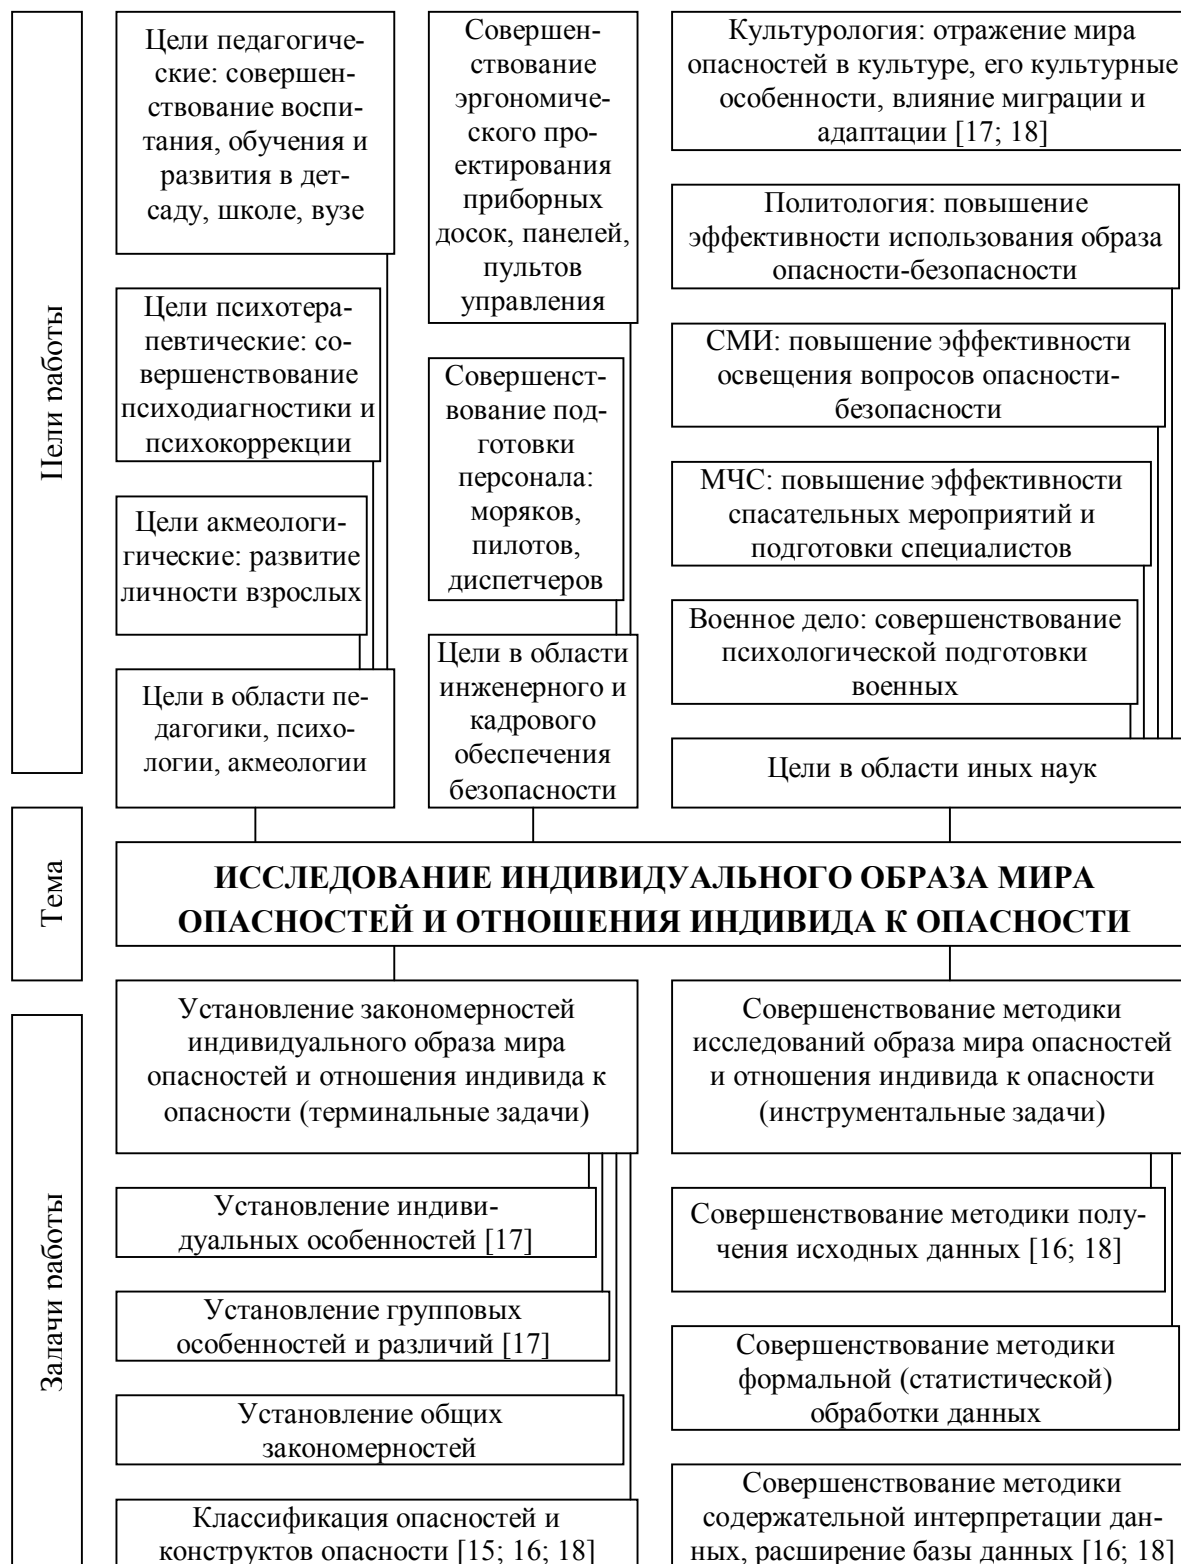 Цели работы
Цели педагогиче-
ские: совершен-
ствование воспи-
тания, обучения и
развития в дет-
саду, школе, вузе
Цели психотера-
певтические: со-
вершенствование
психодиагностики и
психокоррекции
Цели акмеологи-
гические: развитие
личности взрослых
Цели в области пе-
дагогики, психо-
логии, акмеологии
Совершен-
ствование
эргономиче-
ского про-
ектирования
приборных
досок, панелей,
пультов
управления
Совершенст-
вование под-
готовки
персонала:
моряков,
пилотов,
диспетчеров
Цели в области
инженерного и
кадрового
обеспечения
безопасности
Культурология: отражение мира
опасностей в культуре, его культурные
особенности, влияние миграции и
адаптации [17; 18]
Политология: повышение
эффективности использования образа
опасности-безопасности
СМИ: повышение эффективности
освещения вопросов опасности-
безопасности
МЧС: повышение эффективности
спасательных мероприятий и
подготовки специалистов
Военное дело: совершенствование
психологической подготовки
военных
Цели в области иных наук
Тема
ИССЛЕДОВАНИЕ ИНДИВИДУАЛЬНОГО ОБРАЗА МИРА
ОПАСНОСТЕЙ И ОТНОШЕНИЯ ИНДИВИДА К ОПАСНОСТИ
Задачи работы
Установление закономерностей
индивидуального образа мира
опасностей и отношения индивида к
опасности (терминальные задачи)
Установление индиви-
дуальных особенностей [17]
Установление групповых
особенностей и различий [17]
Установление общих
закономерностей
Классификация опасностей и
конструктов опасности [15; 16; 18]
Совершенствование методики
исследований образа мира опасностей
и отношения индивида к опасности
(инструментальные задачи)
Совершенствование методики полу-
чения исходных данных [16; 18]
Совершенствование методики
формальной (статистической)
обработки данных
Совершенствование методики
содержательной интерпретации дан-
ных, расширение базы данных [16; 18]